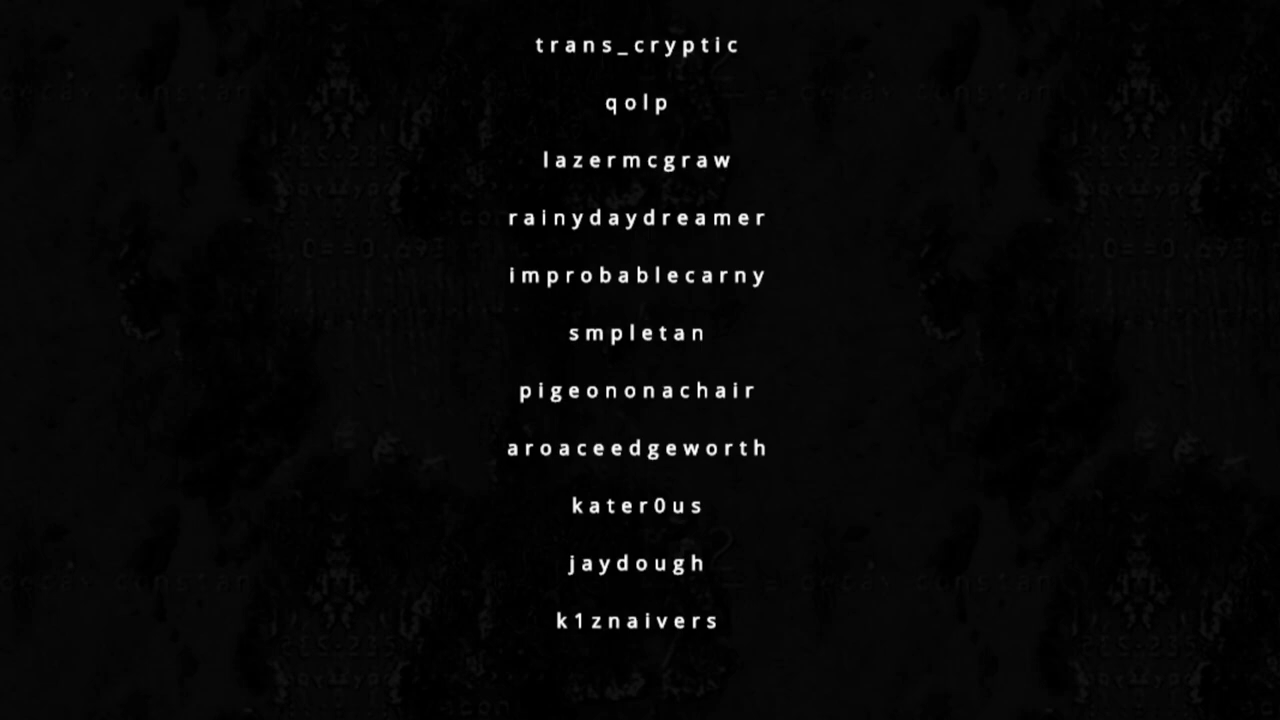 trans_cryptic
qolp
lazermcgraw
rainydaydreamer
improbablecarny
smpletan
pigeononachair
aroaceedgeworth
kater0us
jaydough
k1znaivers